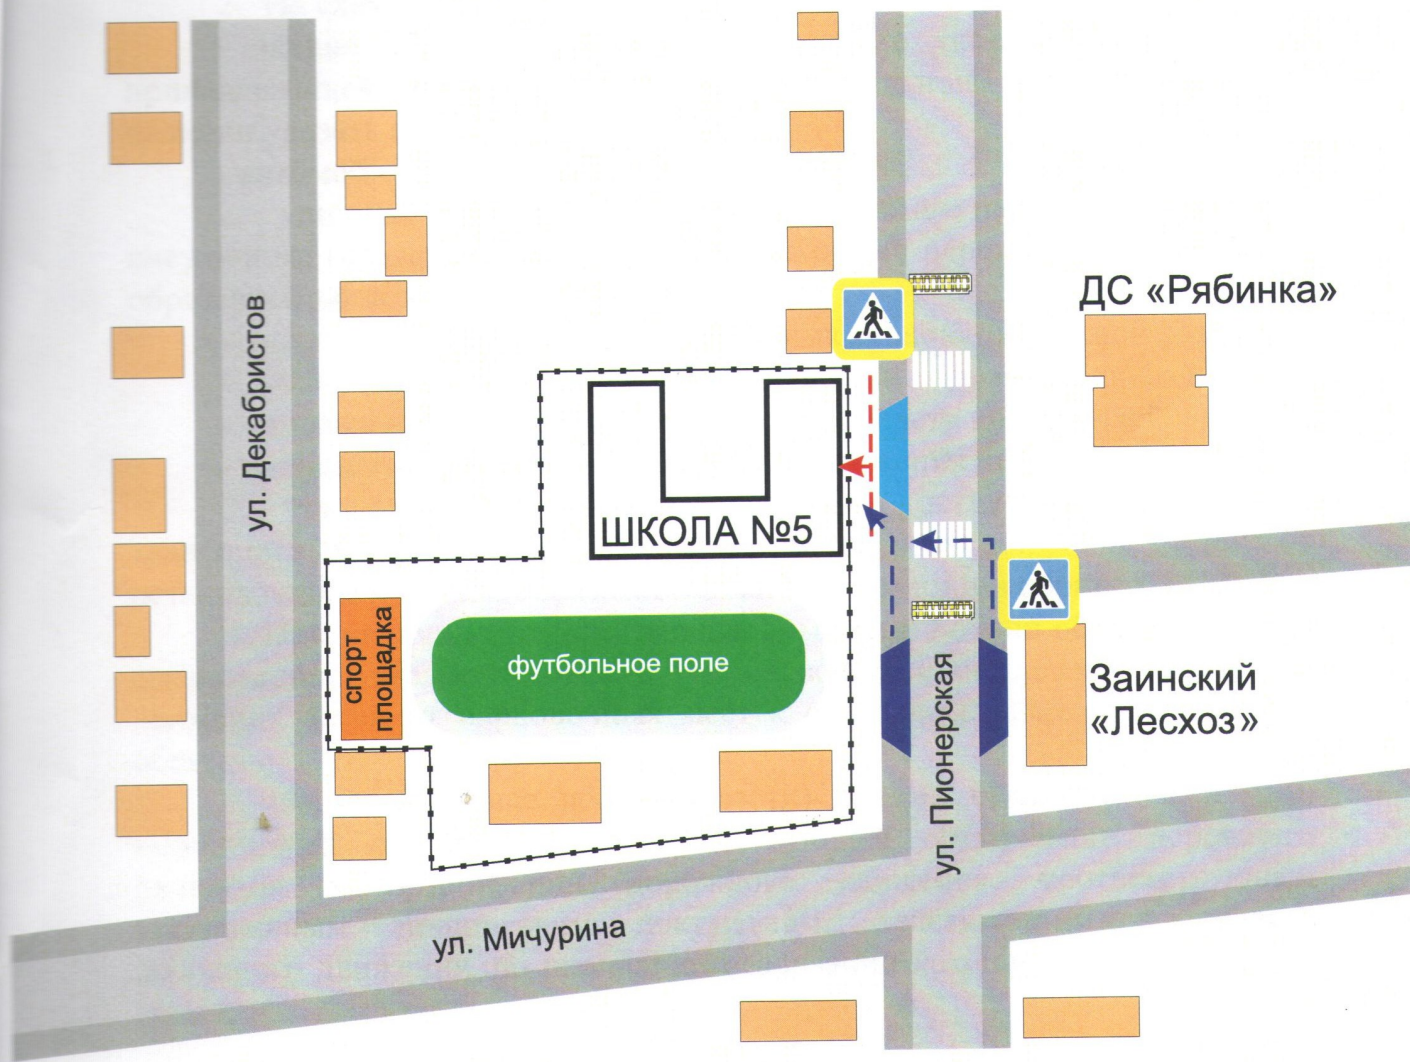 ДС «Рябинка»
ул. Декабристов
ШКОЛА №5
спорт
площадка
футбольное поле
Заинский
«Лесхоз»
ул. Пионерская
ул. Мичурина